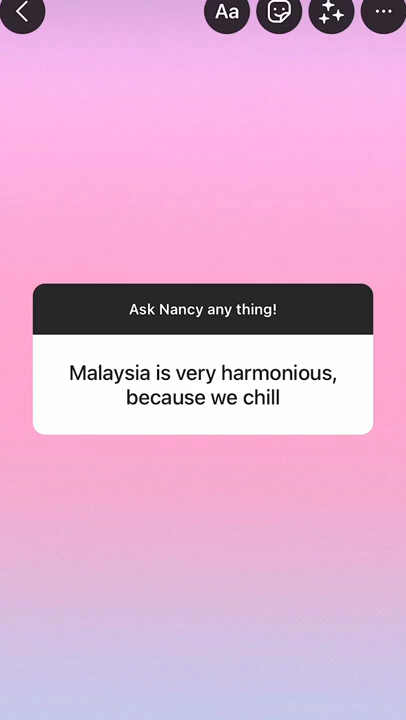 Aa
Ask Nancy any thing!
Malaysia is very harmonious,
because we chill